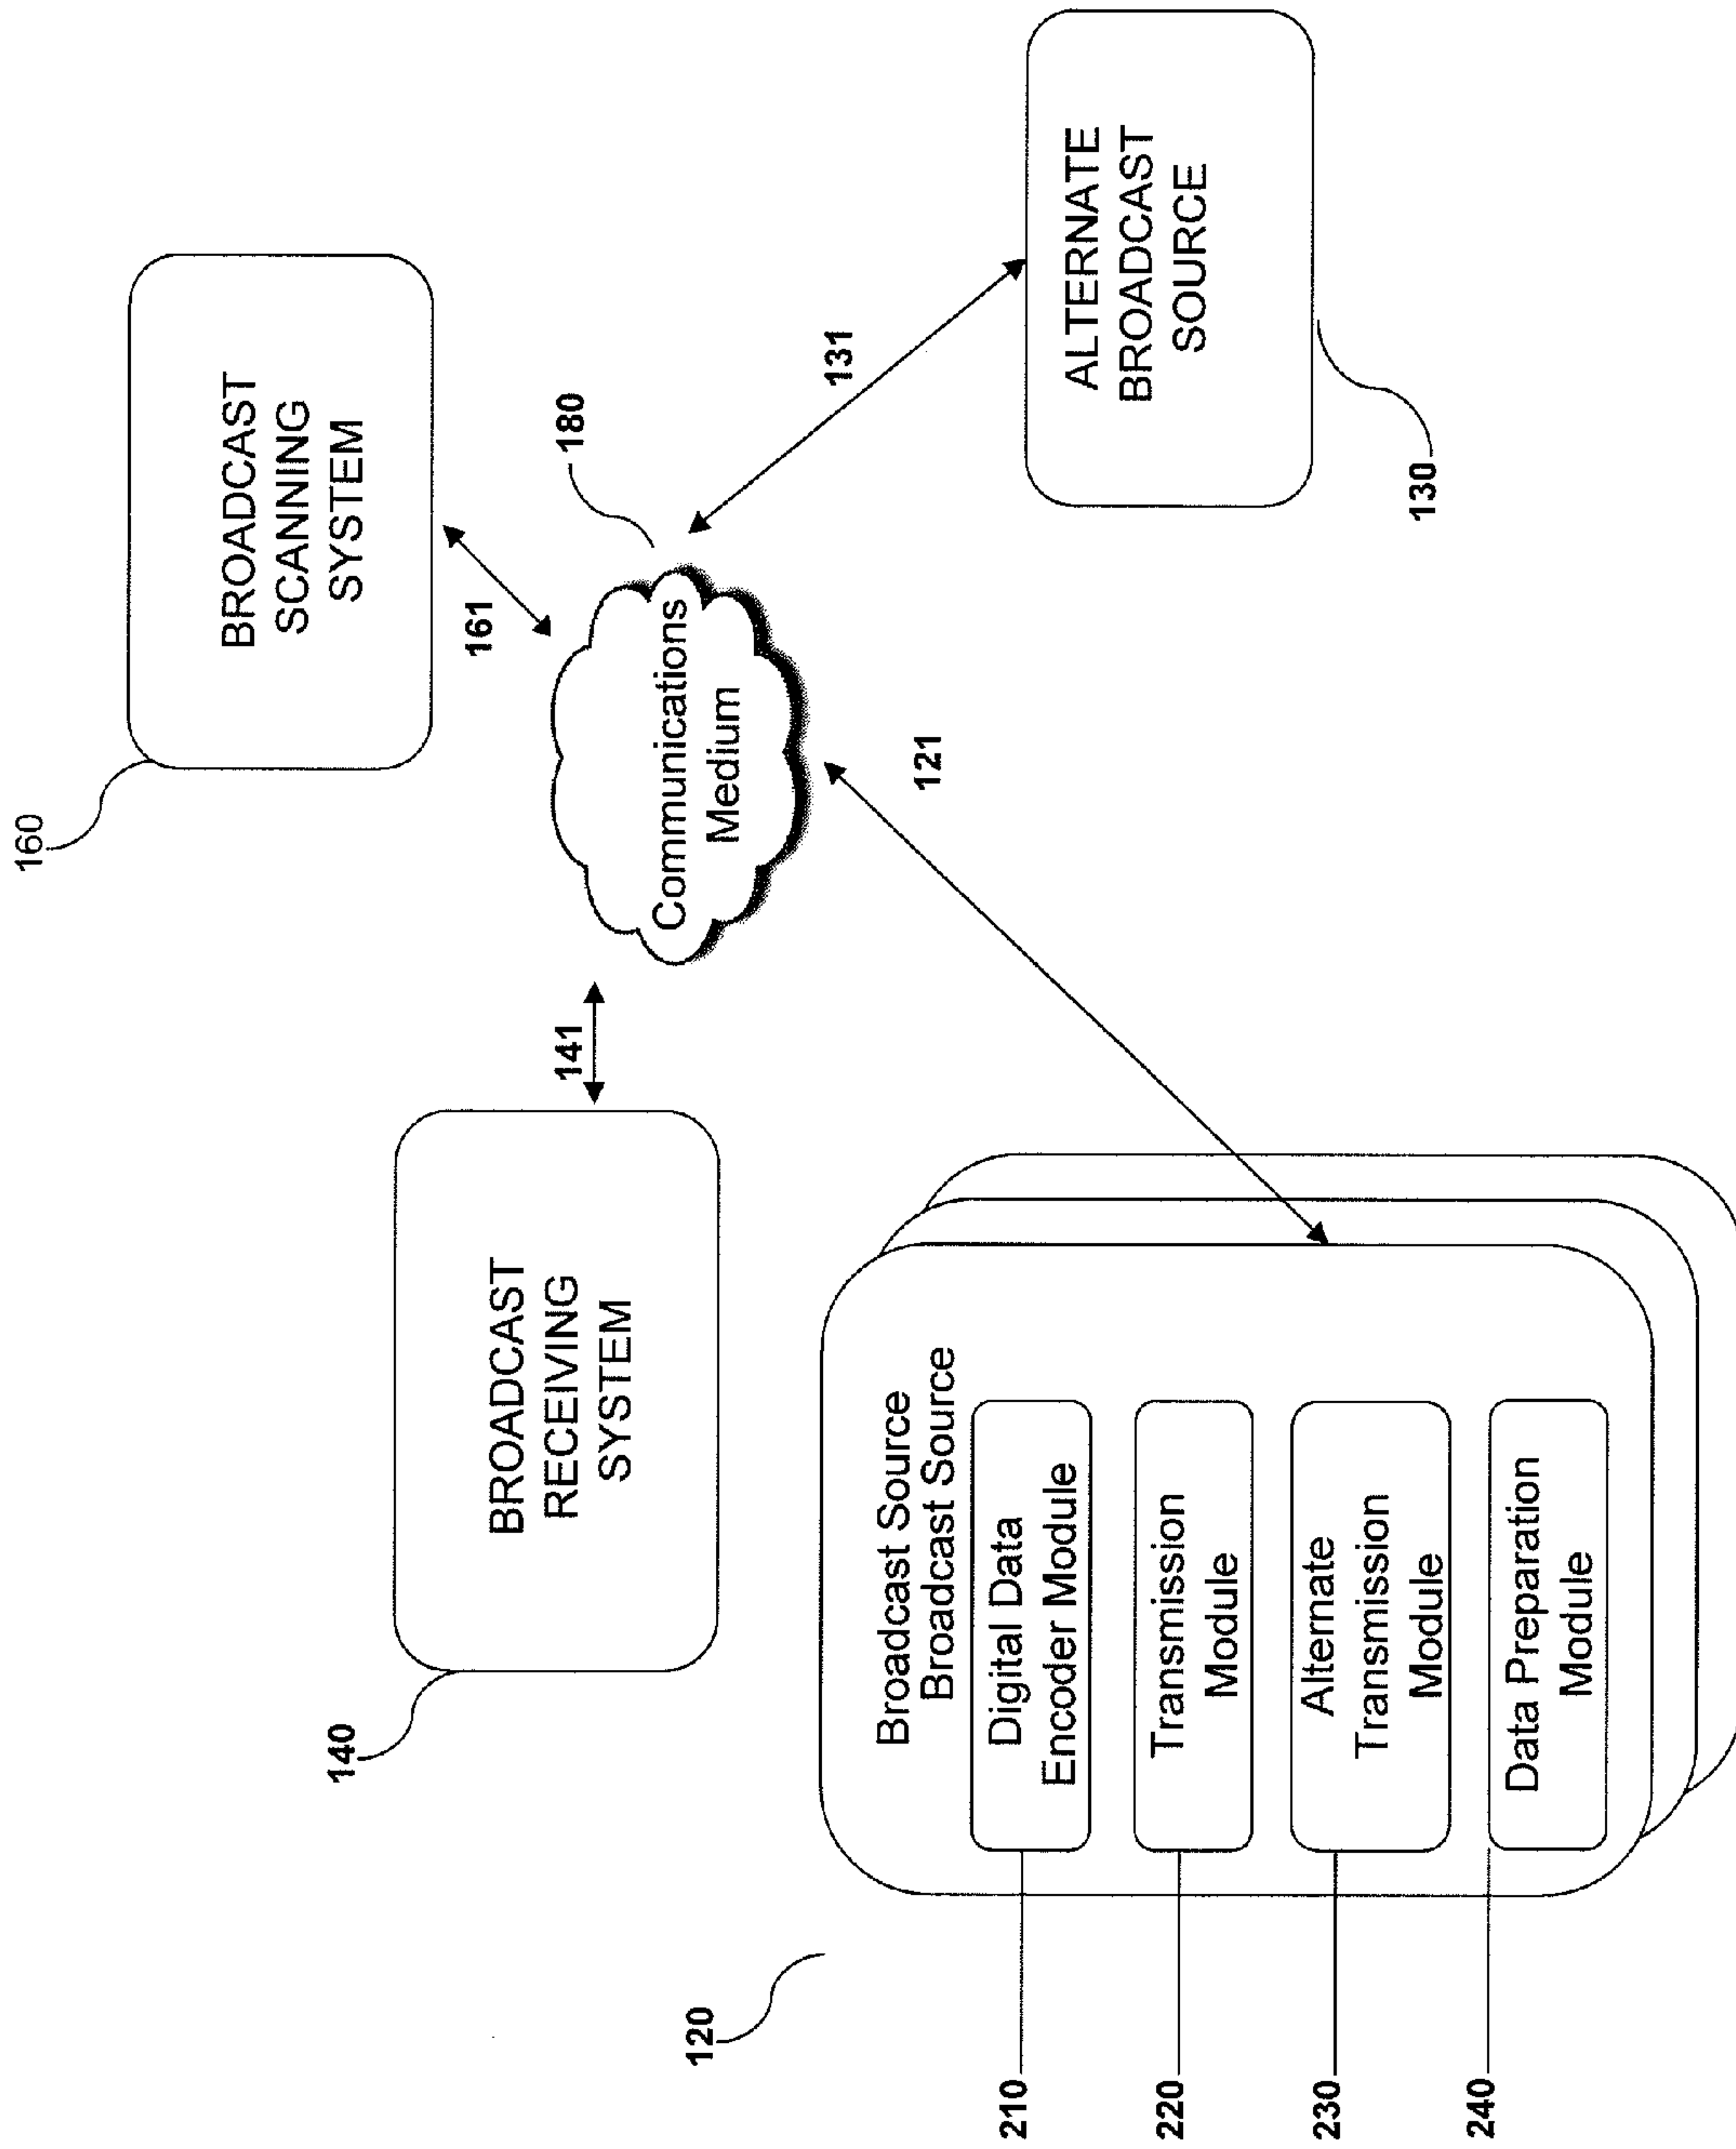 160
BROADCAST
SCANNING
SYSTEM
161
140
BROADCAST
RECEIVING
SYSTEM
141
Communications
Medium
180
131
121
120
Broadcast Source
Broadcast Source
210
Digital Data
Encoder Module
220
Transmission
Module
230
Alternate
Transmission
Module
240
Data Preparation
Module
ALTERNATE
BROADCAST
SOURCE
130